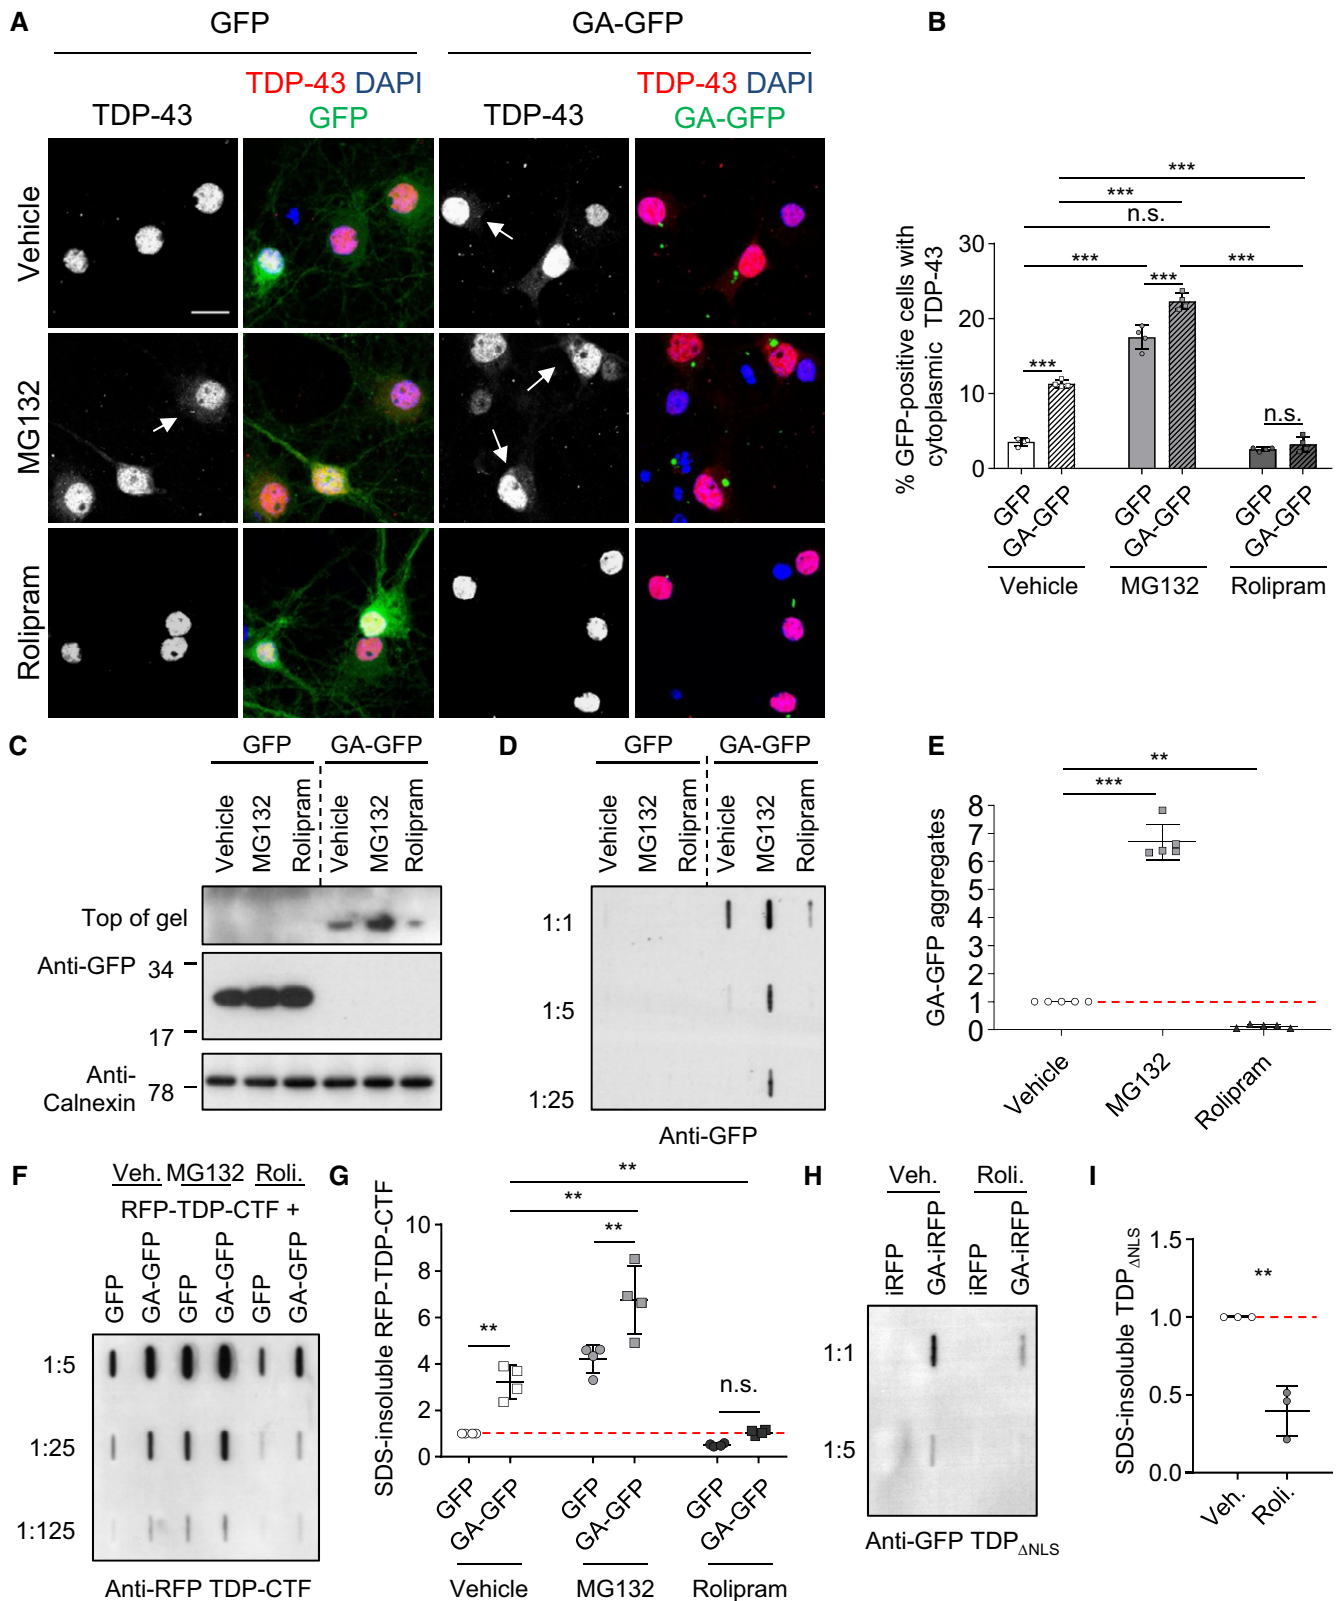 A
GFP
GA-GFP
TDP-43
TDP-43 DAPI
GFP
TDP-43
TDP-43 DAPI
GA-GFP
Vehicle
MG132
Rolipram
B
% GFP-positive cells with
cytoplasmic TDP-43
30
20
10
0
***
***
n.s.
***
***
***
***
n.s.
GFP
GA-GFP
GFP
GA-GFP
GFP
GA-GFP
Vehicle
MG132
Rolipram
C
GFP
GA-GFP
Vehicle
MG132
Rolipram
Vehicle
MG132
Rolipram
Top of gel
Anti-GFP
34
17
Anti-
Calnexin
78
D
GFP
GA-GFP
Vehicle
MG132
Rolipram
Vehicle
MG132
Rolipram
1:1
1:5
1:25
Anti-GFP
E
GA-GFP aggregates
8
7
6
5
4
3
2
1
0
**
***
Vehicle
MG132
Rolipram
F
Veh. MG132 Roli.
RFP-TDP-CTF +
GFP
GA-GFP
GFP
GA-GFP
GFP
GA-GFP
1:5
1:25
1:125
Anti-RFP TDP-CTF
G
SDS-insoluble RFP-TDP-CTF
10
8
6
4
2
0
**
**
**
**
n.s.
GFP
GA-GFP
GFP
GA-GFP
GFP
GA-GFP
Vehicle
MG132
Rolipram
H
Veh.
Roli.
iRFP
GA-iRFP
iRFP
GA-iRFP
1:1
1:5
Anti-GFP TDPΔNLS
I
SDS-insoluble TDPΔNLS
1.5
1.0
0.5
0.0
**
Veh.
Roli.